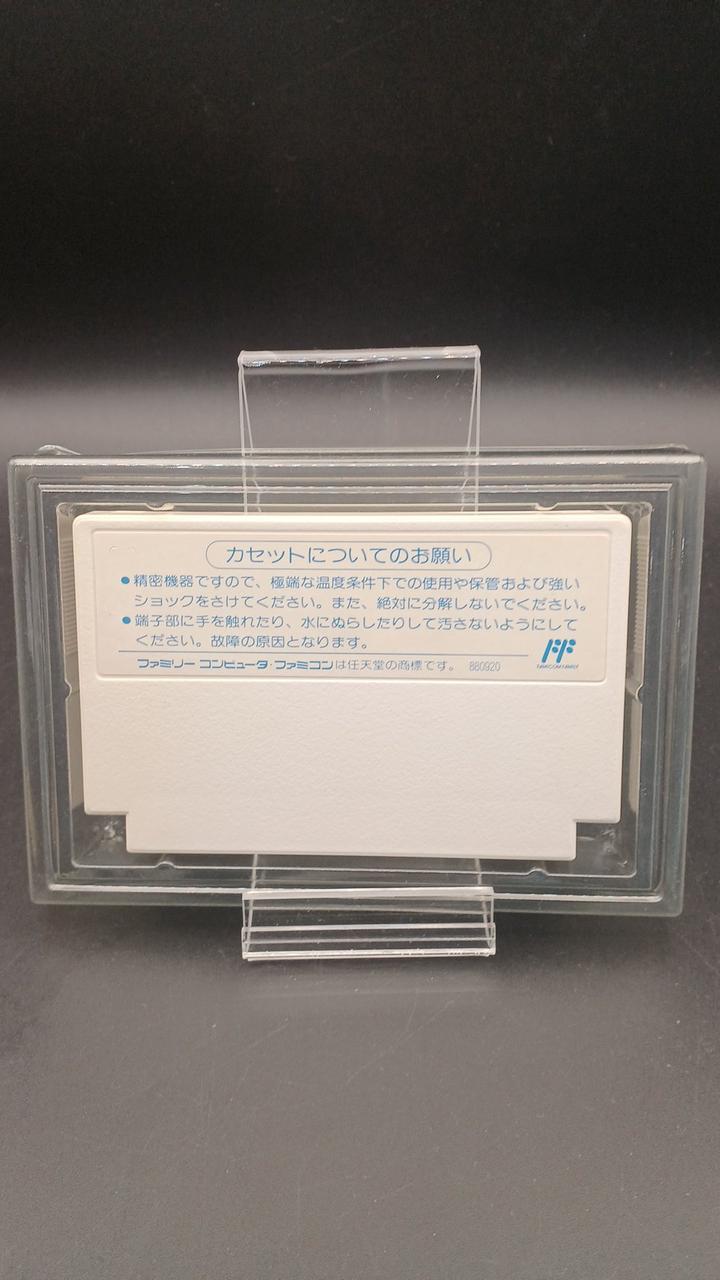 カセットについてのお願い
●精密機器ですので、極端な温度条件下での使用や保管および強い
ショックをさけてください。また、絶対に分解しないでください。
●端子部に手を触れたり、水にぬらしたりして汚さないようにして
ください。故障の原因となります。
ファミリー コンピュータ・ファミコンは任天堂の商標です。 880920
FAMICOM FAMILY